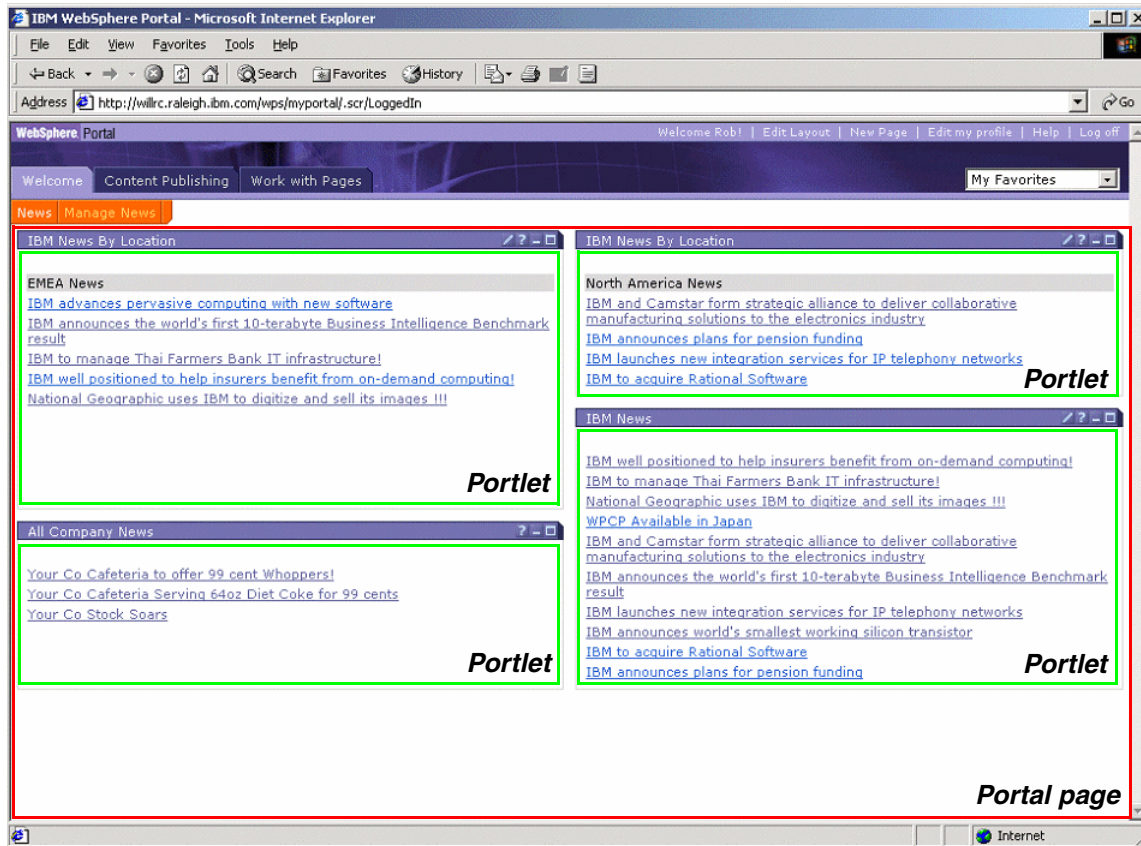 IBM WebSphere Portal - Microsoft Internet Explorer
File Edit View Favorites Tools Help
Back Search Favorites History
Address http://willrc.raleigh.ibm.com/wps/myportal/.scr/LoggedIn Go
WebSphere Portal Welcome Rob! | Edit Layout | New Page | Edit my profile | Help | Log off
Welcome Content Publishing Work with Pages My Favorites
News Manage News
IBM News By Location
EMEA News
IBM advances pervasive computing with new software
IBM announces the world's first 10-terabyte Business Intelligence Benchmark
result
IBM to manage Thai Farmers Bank IT infrastructure!
IBM well positioned to help insurers benefit from on-demand computing!
National Geographic uses IBM to digitize and sell its images !!!
Portlet
All Company News
Your Co Cafeteria to offer 99 cent Whoppers!
Your Co Cafeteria Serving 64oz Diet Coke for 99 cents
Your Co Stock Soars
Portlet
IBM News By Location
North America News
IBM and Camstar form strategic alliance to deliver collaborative
manufacturing solutions to the electronics industry
IBM announces plans for pension funding
IBM launches new integration services for IP telephony networks
IBM to acquire Rational Software
Portlet
IBM News
IBM well positioned to help insurers benefit from on-demand computing!
IBM to manage Thai Farmers Bank IT infrastructure!
National Geographic uses IBM to digitize and sell its images !!!
WPCP Available in Japan
IBM and Camstar form strategic alliance to deliver collaborative
manufacturing solutions to the electronics industry
IBM announces the world's first 10-terabyte Business Intelligence Benchmark
result
IBM launches new integration services for IP telephony networks
IBM announces world's smallest working silicon transistor
IBM to acquire Rational Software
IBM announces plans for pension funding
Portlet
Portal page
Internet